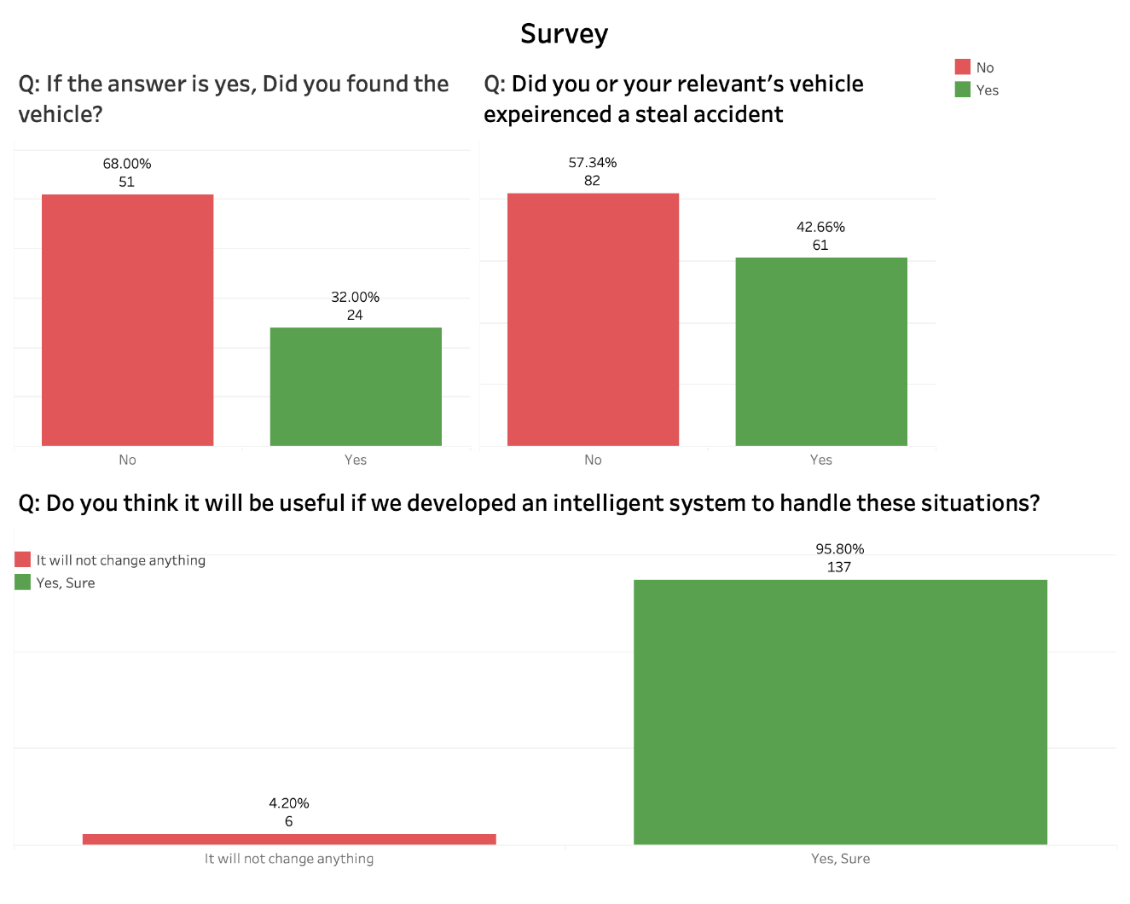 Survey
Q: If the answer is yes, Did you found the
vehicle?
68.00%
51
32.00%
24
No
Yes
Q: Did you or your relevant's vehicle
expeirenced a steal accident
57.34%
82
42.66%
61
No
Yes
No
Yes
Q: Do you think it will be useful if we developed an intelligent system to handle these situations?
It will not change anything
Yes, Sure
4.20%
6
95.80%
137
It will not change anything
Yes, Sure